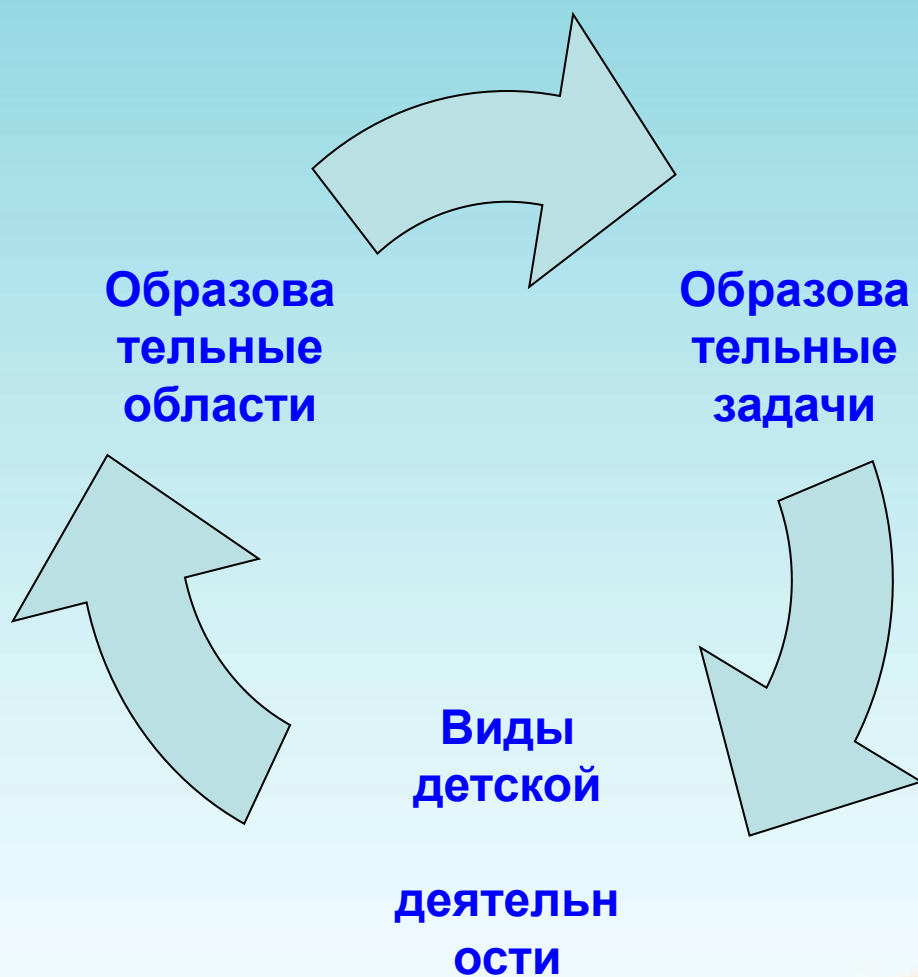 Образова
тельные
области
Образова
тельные
задачи
Виды
детской
деятельн
ости